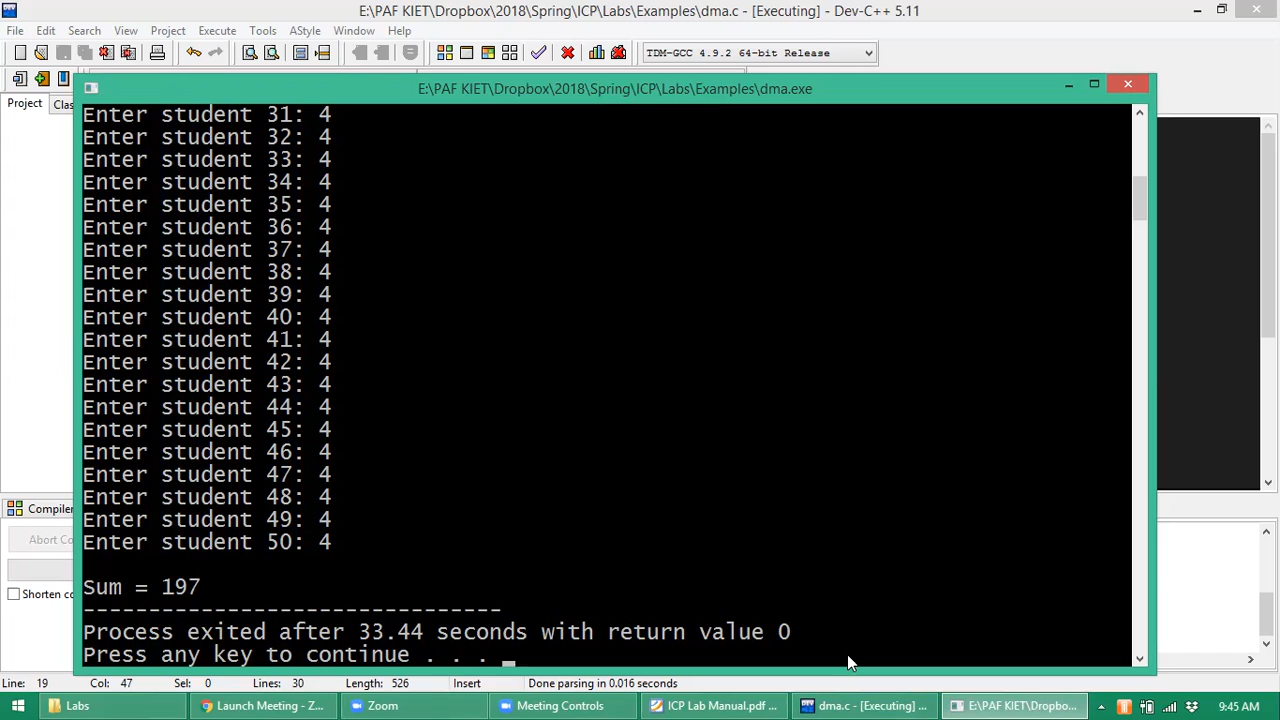 E:\PAF KIET\Dropbox\2018\Spring\ICP\Labs\Examples\dma.c - [Executing] - Dev-C++ 5.11
File Edit Search View Project Execute Tools AStyle Window Help
TDM-GCC 4.9.2 64-bit Release
E:\PAF KIET\Dropbox\2018\Spring\ICP\Labs\Examples\dma.exe
Project Clas
Enter student 31: 4
Enter student 32: 4
Enter student 33: 4
Enter student 34: 4
Enter student 35: 4
Enter student 36: 4
Enter student 37: 4
Enter student 38: 4
Enter student 39: 4
Enter student 40: 4
Enter student 41: 4
Enter student 42: 4
Enter student 43: 4
Enter student 44: 4
Enter student 45: 4
Enter student 46: 4
Enter student 47: 4
Enter student 48: 4
Enter student 49: 4
Enter student 50: 4
Compiler
Abort Co
Sum = 197
Shorten co
--------------------------------
Process exited after 33.44 seconds with return value 0
Press any key to continue . . .
Line: 19 Col: 47 Sel: 0 Lines: 30 Length: 526 Insert Done parsing in 0.016 seconds
Labs Launch Meeting - Z... Zoom Meeting Controls ICP Lab Manual.pdf ... dma.c - [Executing] ... E:\PAF KIET\Dropbo... 9:45 AM